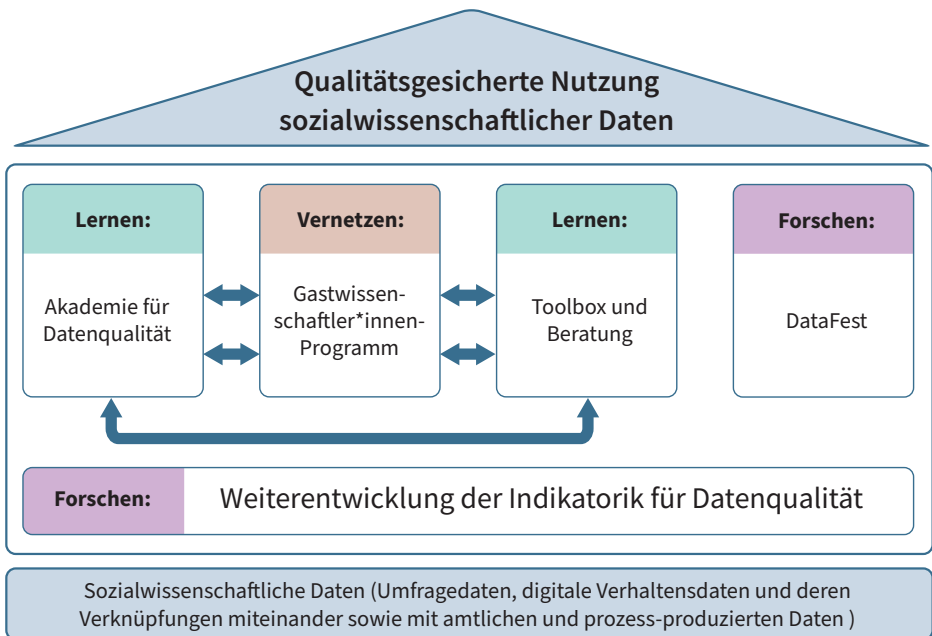 Qualitätsgesicherte Nutzung
sozialwissenschaftlicher Daten
Lernen:
Akademie für
Datenqualität
Vernetzen:
Gastwissen-
schaftler*innen-
Programm
Lernen:
Toolbox und
Beratung
Forschen:
DataFest
Forschen:
Weiterentwicklung der Indikatorik für Datenqualität
Sozialwissenschaftliche Daten (Umfragedaten, digitale Verhaltensdaten und deren
Verknüpfungen miteinander sowie mit amtlichen und prozess-produzierten Daten )